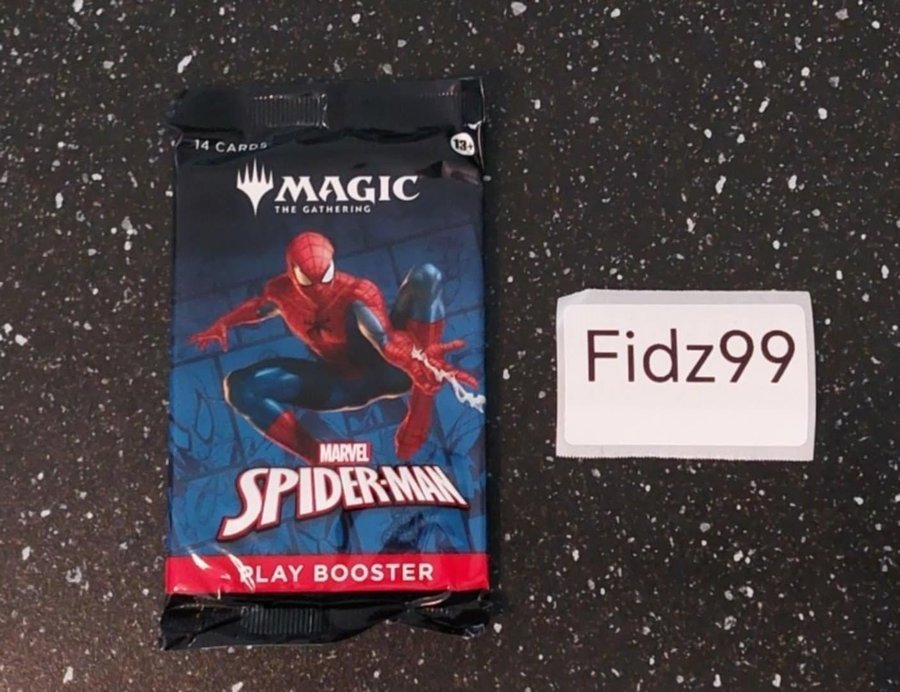 14 CARDS
13+
MAGIC
THE GATHERING
MARVEL
SPIDER-MAN
PLAY BOOSTER
Fidz99